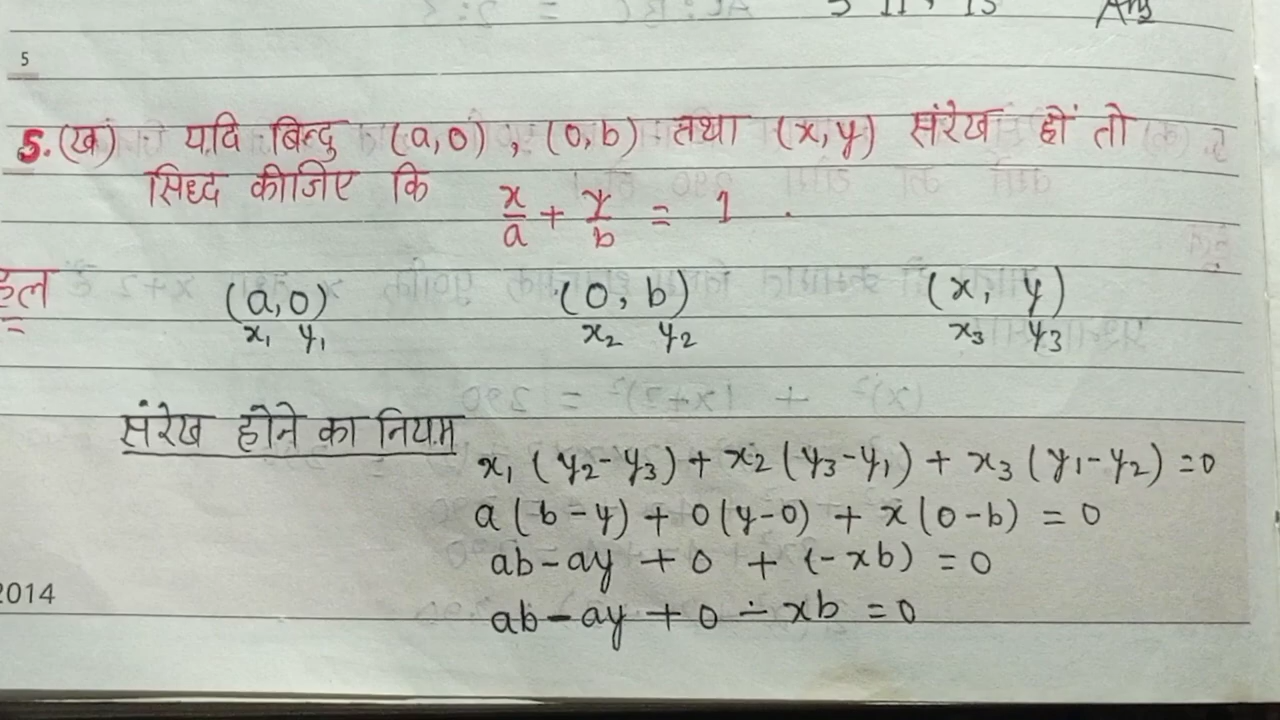 Ans
5
5. (ख) यदि बिन्दु (a,0), (0,b) तथा (x,y) संरेख हों तो
सिध्द कीजिए कि x/a + y/b = 1 .
हल (a,0) (0, b) (x, y)
x₁ y₁ x₂ y₂ x₃ y₃
संरेख होने का नियम
x₁ (y₂-y₃) + x₂ (y₃-y₁) + x₃ (y₁-y₂) = 0
a (b-y) + 0(y-0) + x(0-b) = 0
ab-ay + 0 + (-xb) = 0
ab-ay + 0 - xb = 0
2014